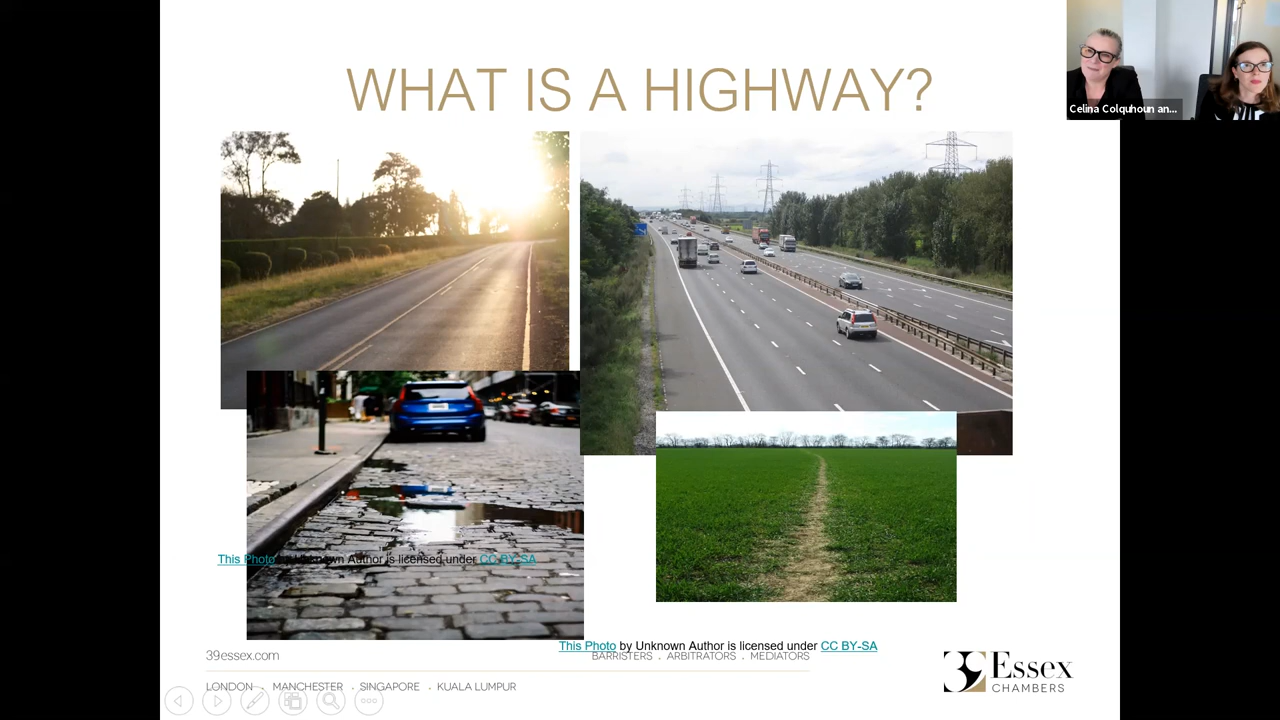 WHAT IS A HIGHWAY?
Celina Colquhoun an...
This Photo by Unknown Author is licensed under CC BY-SA
This Photo by Unknown Author is licensed under CC BY-SA
39essex.com
BARRISTERS . ARBITRATORS . MEDIATORS
LONDON . MANCHESTER . SINGAPORE . KUALA LUMPUR
39 Essex
CHAMBERS